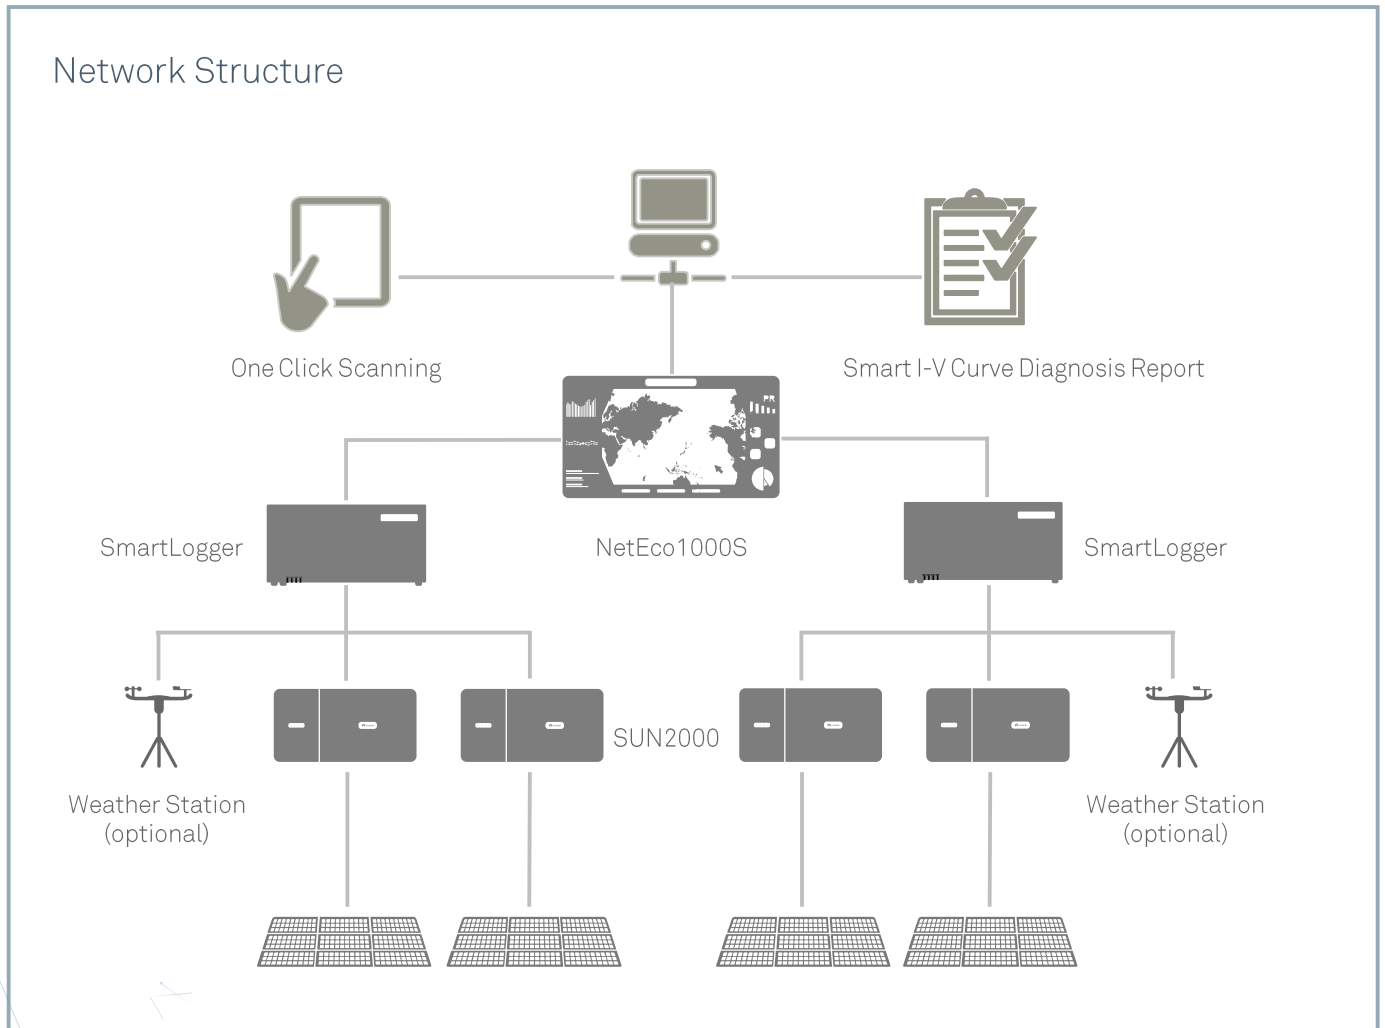 Network Structure
One Click Scanning
Smart I-V Curve Diagnosis Report
SmartLogger
NetEco1000S
SmartLogger
SUN2000
Weather Station
(optional)
Weather Station
(optional)